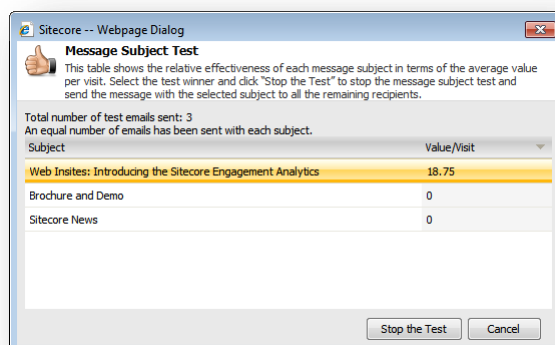 Sitecore -- Webpage Dialog
Message Subject Test
This table shows the relative effectiveness of each message subject in terms of the average value
per visit. Select the test winner and click "Stop the Test" to stop the message subject test and
send the message with the selected subject to all the remaining recipients.
Total number of test emails sent: 3
An equal number of emails has been sent with each subject.
Subject Value/Visit
Web Insites: Introducing the Sitecore Engagement Analytics 18.75
Brochure and Demo 0
Sitecore News 0
Stop the Test Cancel